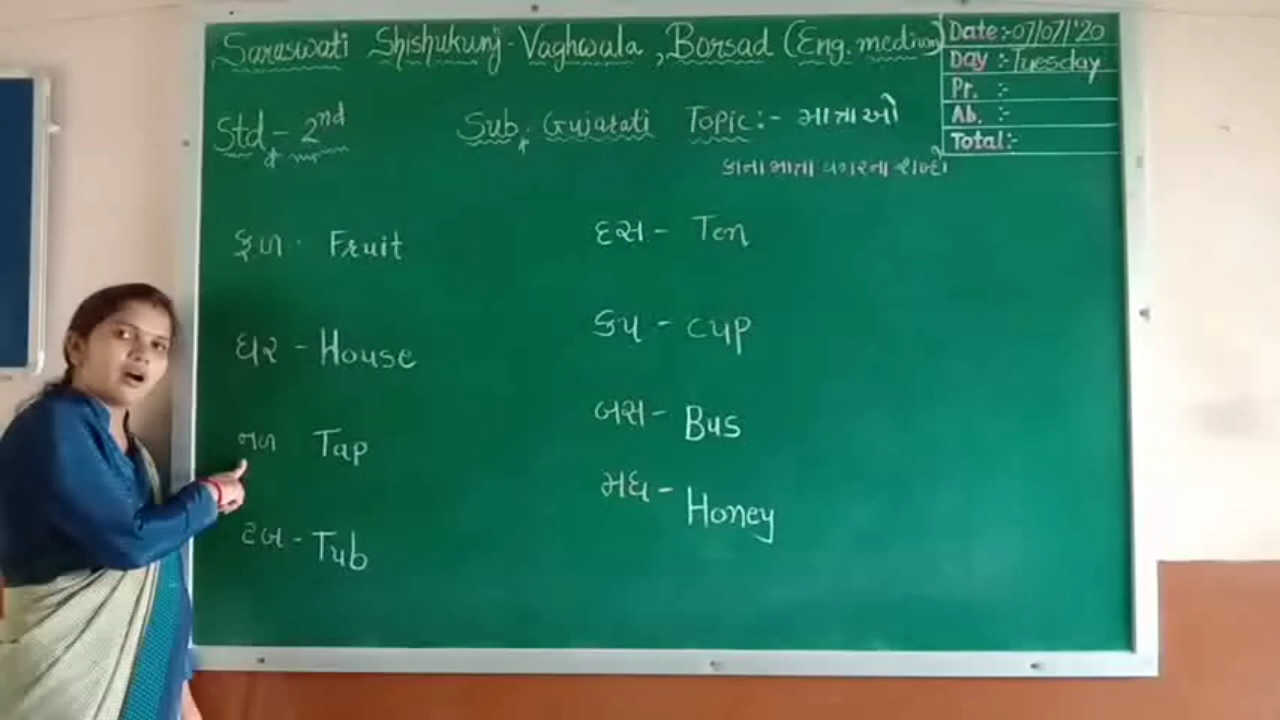 Saraswati Shishukunj-Vaghwala, Borsad (Eng. medium)
Date:-07/07/'20
Day :-Tuesday
Pr. :-
Ab. :-
Total:-
Std - 2nd Sub. Gujarati Topic:- માત્રાઓ
કાના માત્રા વગરના શબ્દો
ફળ - Fruit
દસ - Ten
ઘર - House
કપ - cup
નળ Tap
બસ - Bus
ટબ - Tub
મધ - Honey